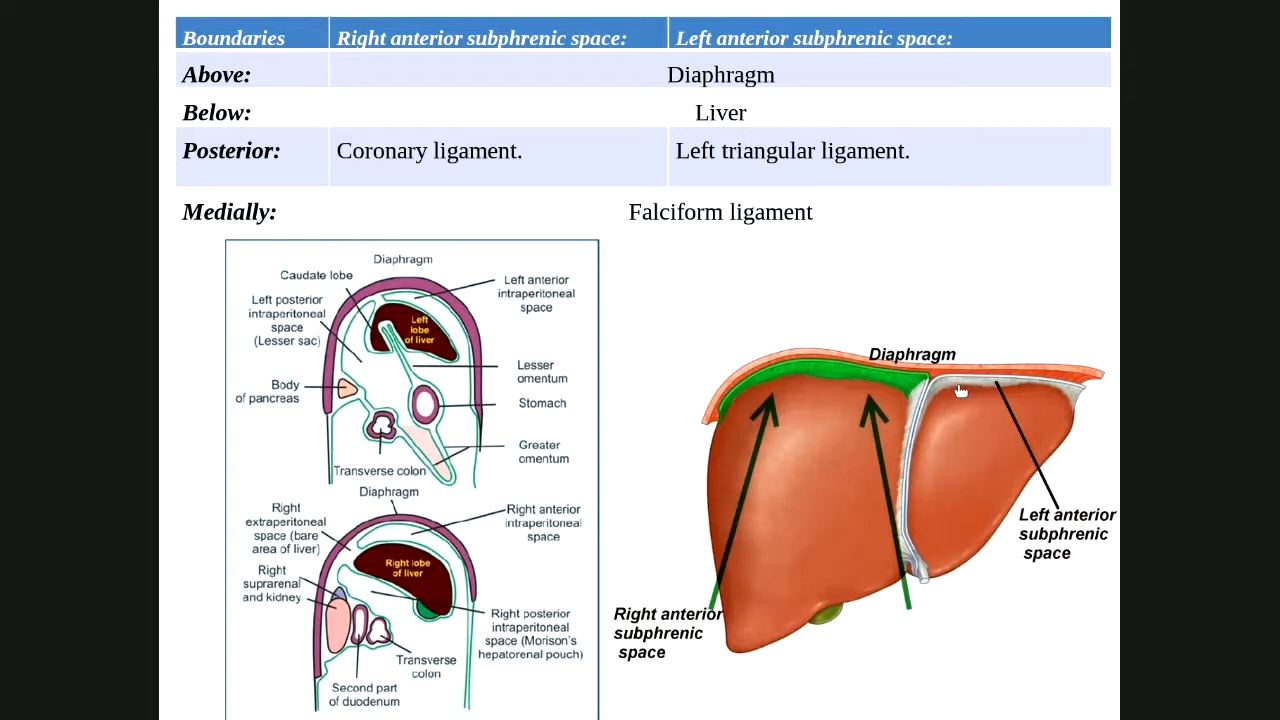 Boundaries Right anterior subphrenic space: Left anterior subphrenic space:
Above: Diaphragm
Below: Liver
Posterior: Coronary ligament. Left triangular ligament.
Medially: Falciform ligament
Diaphragm
Caudate lobe
Left anterior
intraperitoneal
space
Left posterior
intraperitoneal
space
(Lesser sac)
Left
lobe
of liver
Lesser
omentum
Body
of pancreas
Stomach
Greater
omentum
Transverse colon
Diaphragm
Right
extraperitoneal
space (bare
area of liver)
Right anterior
intraperitoneal
space
Right lobe
of liver
Right
suprarenal
and kidney
Right posterior
intraperitoneal
space (Morison's
hepatorenal pouch)
Transverse
colon
Second part
of duodenum
Diaphragm
Left anterior
subphrenic
space
Right anterior
subphrenic
space